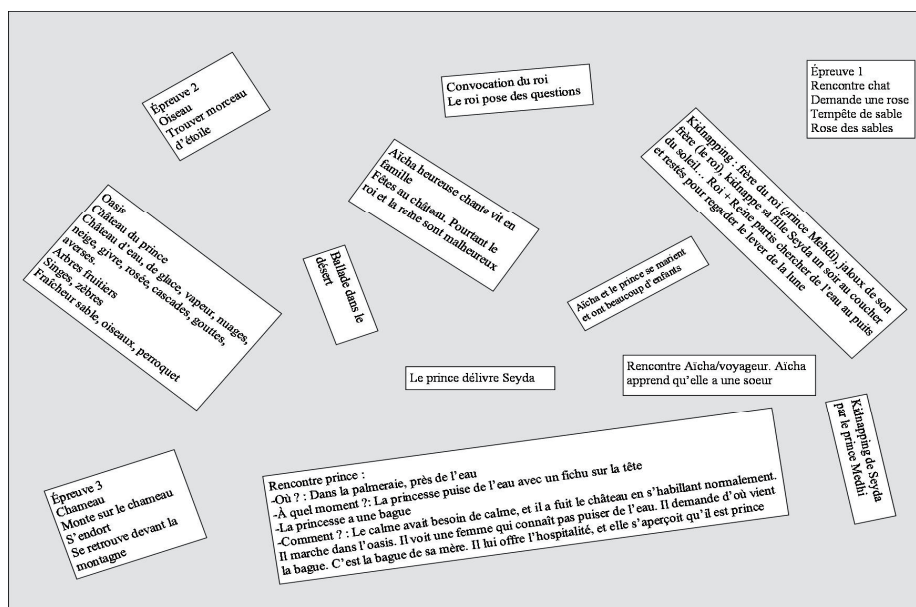 Épreuve 2
Oiseau
Trouver morceau
d'étoile
Convocation du roi
Le roi pose des questions
Épreuve 1
Rencontre chat
Demande une rose
Tempête de sable
Rose des sables
Aïcha heureuse chante vit en
famille
Fêtes au château. Pourtant le
roi et la reine sont malheureux
Kidnapping : frère du roi (prince Mehdi), jaloux de son
frère (le roi), kidnappe sa fille Seyda un soir au coucher
du soleil... Roi + Reine partis chercher de l'eau au puits
et restés pour regarder le lever de la lune
Oasis
Château du prince
Château d'eau, de glace, vapeur, nuages,
neige, givre, rosée, cascades, gouttes,
averses.
Arbres fruitiers
Singes, zèbres
Fraîcheur sable, oiseaux, perroquet
Ballade dans le
désert
Aïcha et le prince se marient
et ont beaucoup d'enfants
Le prince délivre Seyda
Rencontre Aïcha/voyageur. Aïcha
apprend qu'elle a une soeur
Kidnapping de Seyda
par le prince Medhi
Épreuve 3
Chameau
Monte sur le chameau
S'endort
Se retrouve devant la
montagne
Rencontre prince :
-Où ? : Dans la palmeraie, près de l'eau
-À quel moment ?: La princesse puise de l'eau avec un fichu sur la tête
-La princesse a une bague
-Comment ? : Le calme avait besoin de calme, et il a fuit le château en s'habillant normalement.
Il marche dans l'oasis. Il voit une femme qui connaît pas puiser de l'eau. Il demande d'où vient
la bague. C'est la bague de sa mère. Il lui offre l'hospitalité, et elle s'aperçoit qu'il est prince